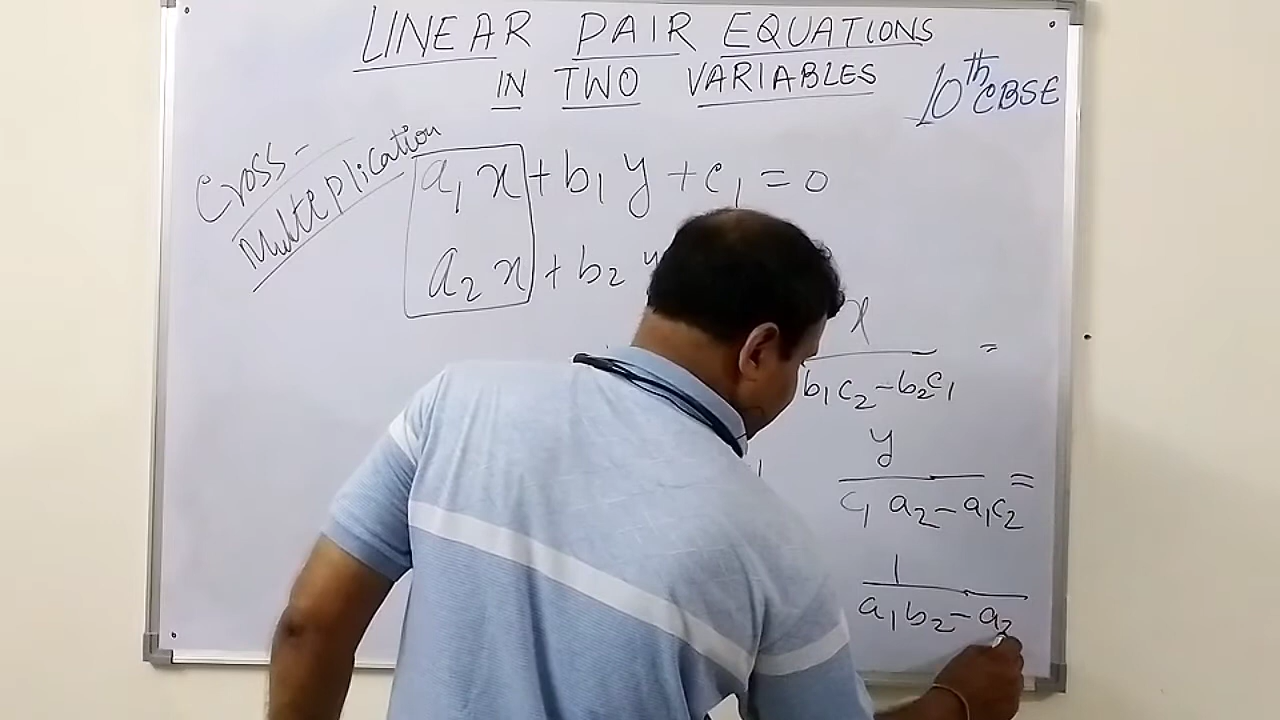 LINEAR PAIR EQUATIONS
IN TWO VARIABLES
10th CBSE
Cross-
Multiplication
a₁x + b₁y + c₁ = 0
a₂x + b₂y
x
=
b₁c₂ - b₂c₁
y
=
c₁a₂ - a₁c₂
1
a₁b₂ - a₂